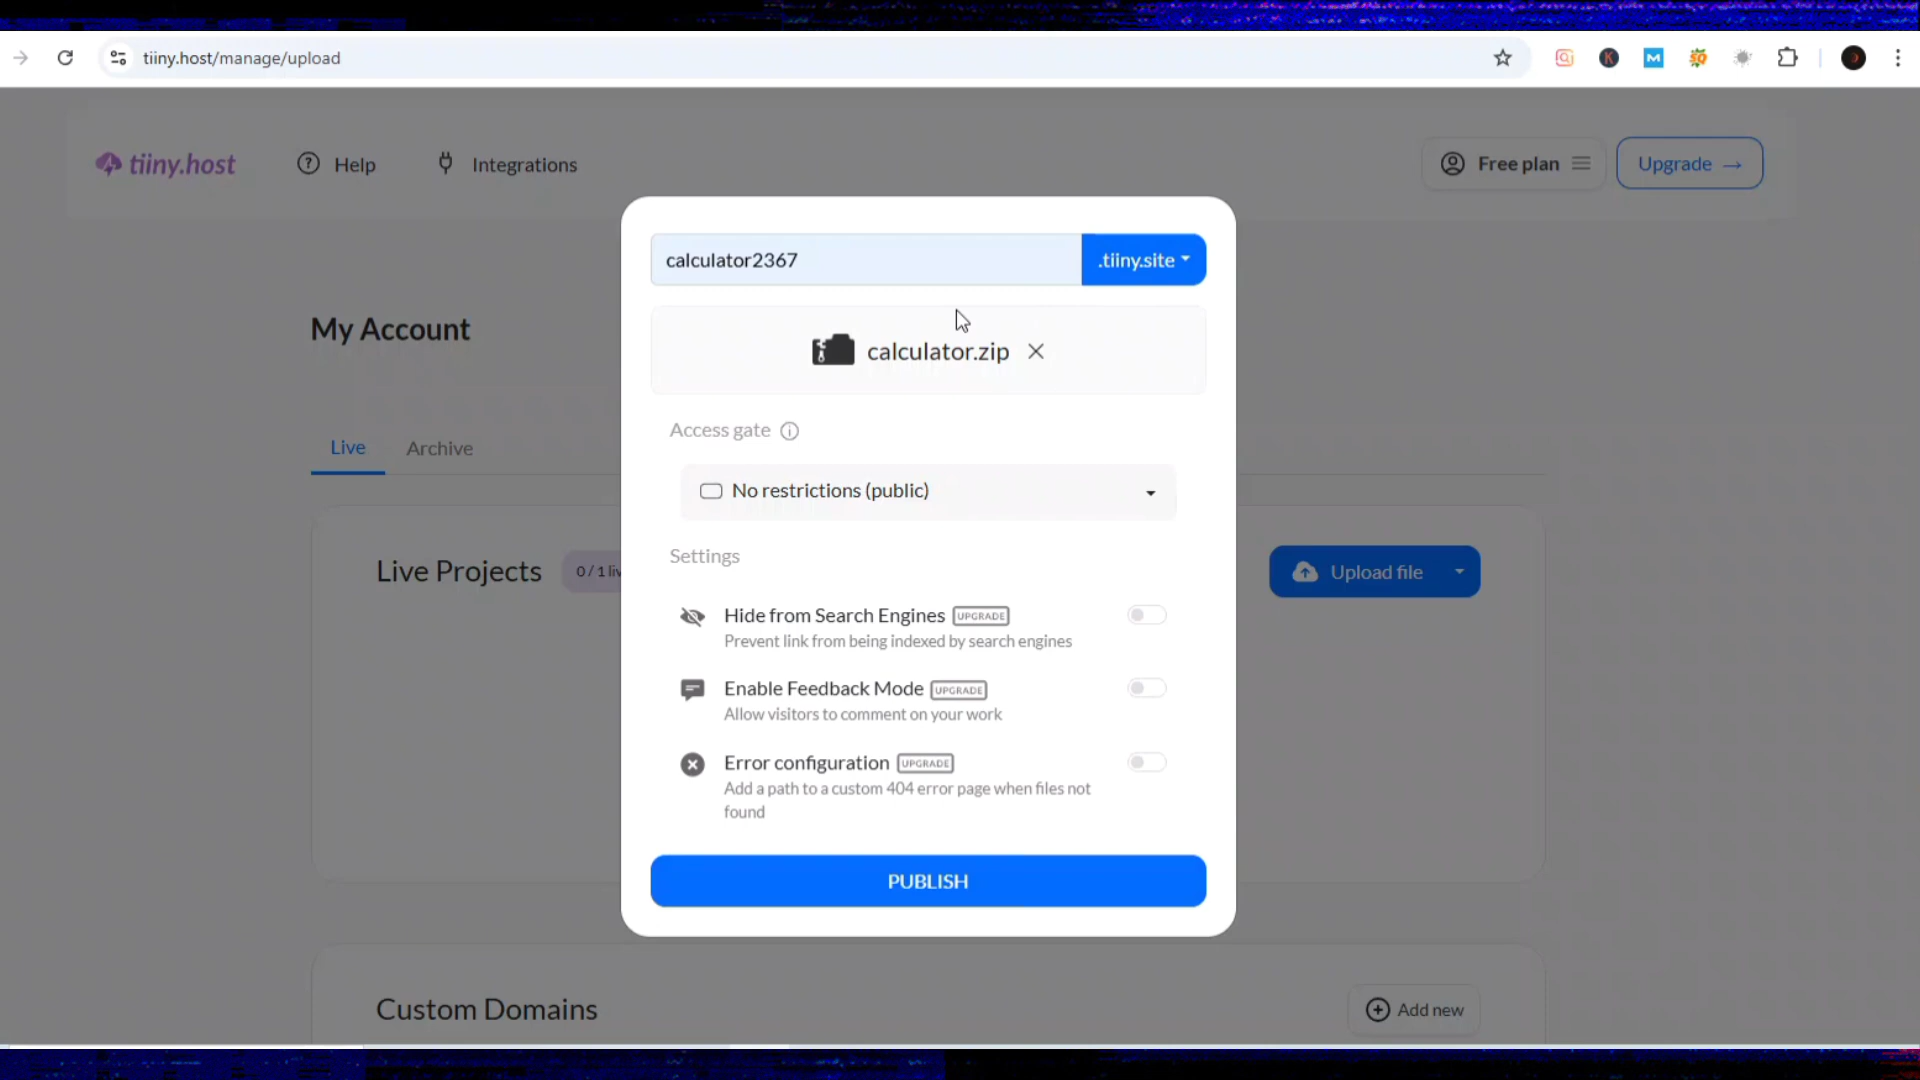 tiiny.host/manage/upload
tiiny.host
Help
Integrations
Free plan
Upgrade →
calculator2367
.tiiny.site
calculator.zip
My Account
Access gate
Live
Archive
No restrictions (public)
Settings
Live Projects
0 / 1 liv
Upload file
Hide from Search Engines UPGRADE
Prevent link from being indexed by search engines
Enable Feedback Mode UPGRADE
Allow visitors to comment on your work
Error configuration UPGRADE
Add a path to a custom 404 error page when files not
found
PUBLISH
Custom Domains
Add new